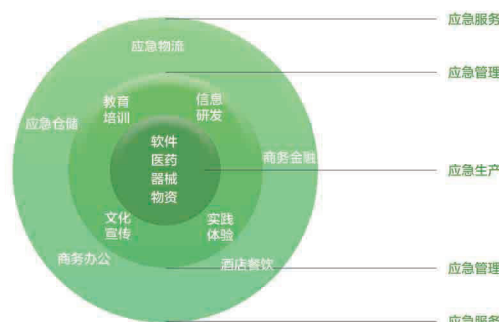 应急服务
应急物流
应急管理
教育
培训
信息
研发
应急仓储
软件
医药
器械
物资
商务金融
应急生产
文化
宣传
实践
体验
商务办公
酒店餐饮
应急管理
应急服务